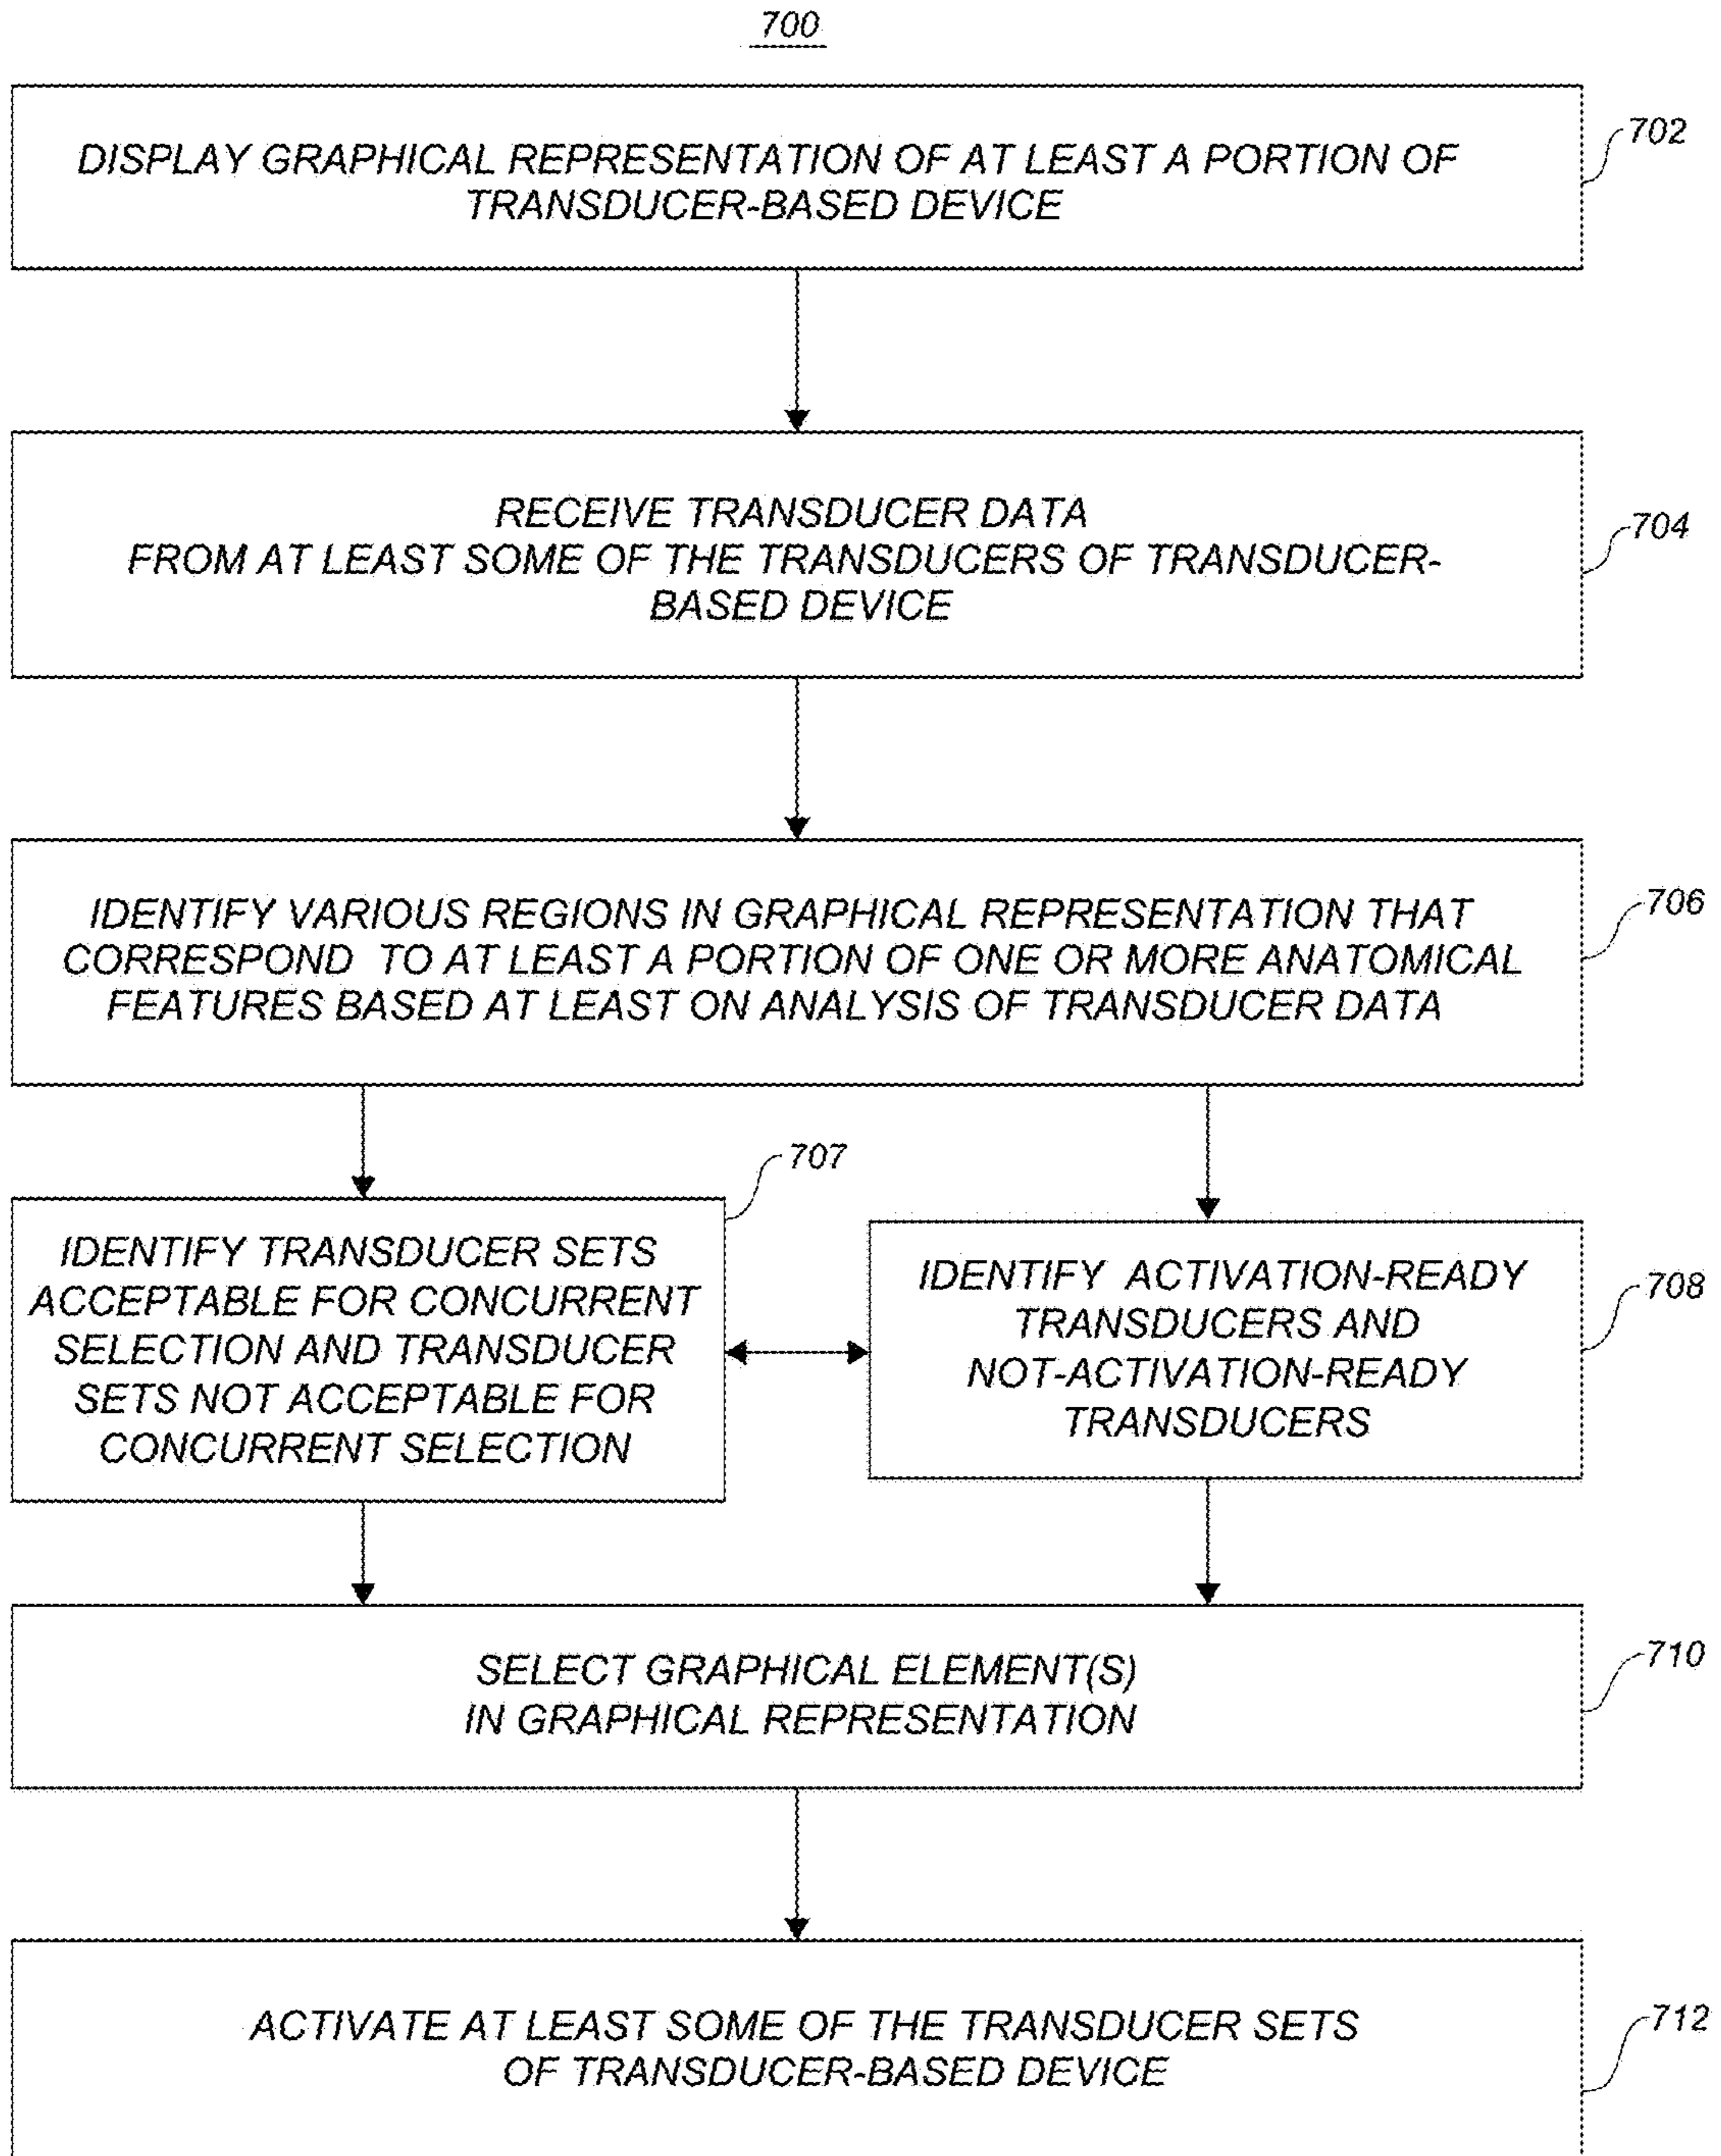 700
DISPLAY GRAPHICAL REPRESENTATION OF AT LEAST A PORTION OF
TRANSDUCER-BASED DEVICE
702
RECEIVE TRANSDUCER DATA
FROM AT LEAST SOME OF THE TRANSDUCERS OF TRANSDUCER-
BASED DEVICE
704
IDENTIFY VARIOUS REGIONS IN GRAPHICAL REPRESENTATION THAT
CORRESPOND TO AT LEAST A PORTION OF ONE OR MORE ANATOMICAL
FEATURES BASED AT LEAST ON ANALYSIS OF TRANSDUCER DATA
706
707
IDENTIFY TRANSDUCER SETS
ACCEPTABLE FOR CONCURRENT
SELECTION AND TRANSDUCER
SETS NOT ACCEPTABLE FOR
CONCURRENT SELECTION
IDENTIFY ACTIVATION-READY
TRANSDUCERS AND
NOT-ACTIVATION-READY
TRANSDUCERS
708
SELECT GRAPHICAL ELEMENT(S)
IN GRAPHICAL REPRESENTATION
710
ACTIVATE AT LEAST SOME OF THE TRANSDUCER SETS
OF TRANSDUCER-BASED DEVICE
712